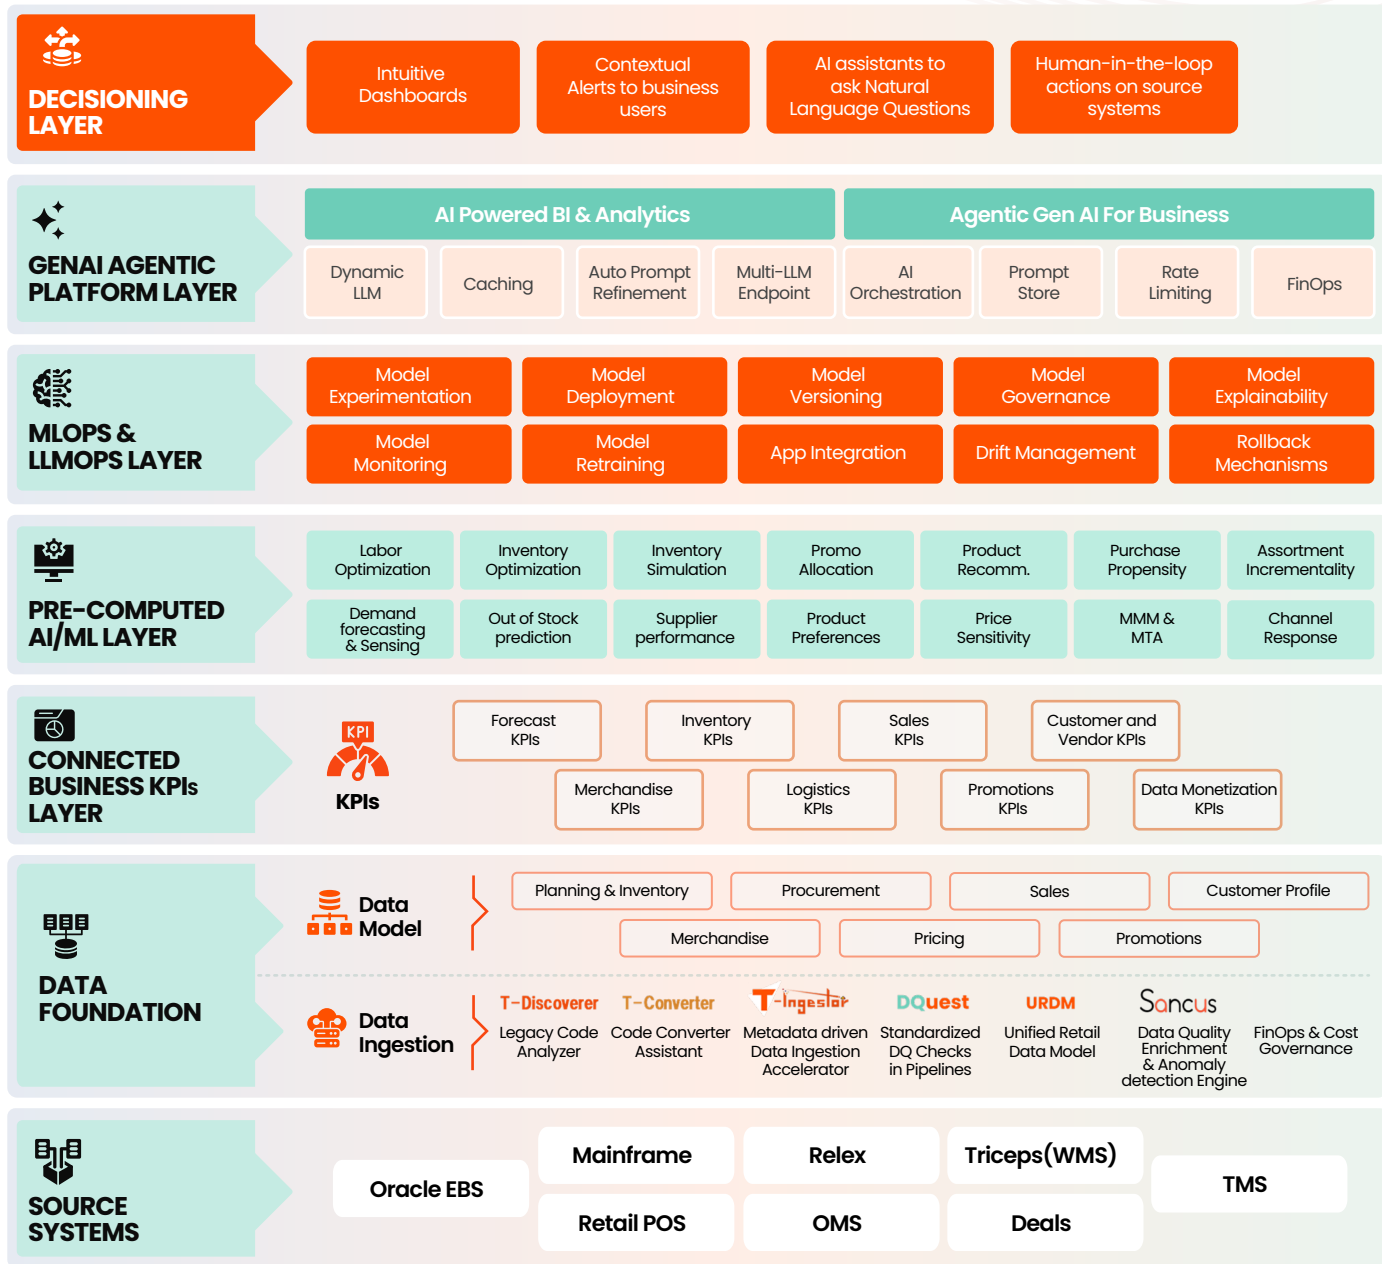 DECISIONING
LAYER
Intuitive
Dashboards
Contextual
Alerts to business
users
AI assistants to
ask Natural
Language Questions
Human-in-the-loop
actions on source
systems
GENAI AGENTIC
PLATFORM LAYER
AI Powered BI & Analytics
Agentic Gen AI For Business
Dynamic
LLM
Caching
Auto Prompt
Refinement
Multi-LLM
Endpoint
AI
Orchestration
Prompt
Store
Rate
Limiting
FinOps
MLOPS &
LLMOPS LAYER
Model
Experimentation
Model
Deployment
Model
Versioning
Model
Governance
Model
Explainability
Model
Monitoring
Model
Retraining
App Integration
Drift Management
Rollback
Mechanisms
PRE-COMPUTED
AI/ML LAYER
Labor
Optimization
Inventory
Optimization
Inventory
Simulation
Promo
Allocation
Product
Recomm.
Purchase
Propensity
Assortment
Incrementality
Demand
forecasting
& Sensing
Out of Stock
prediction
Supplier
performance
Product
Preferences
Price
Sensitivity
MMM &
MTA
Channel
Response
CONNECTED
BUSINESS KPIs
LAYER
KPI
KPIs
Forecast
KPIs
Inventory
KPIs
Sales
KPIs
Customer and
Vendor KPIs
Merchandise
KPIs
Logistics
KPIs
Promotions
KPIs
Data Monetization
KPIs
DATA
FOUNDATION
Data
Model
Planning & Inventory
Procurement
Sales
Customer Profile
Merchandise
Pricing
Promotions
Data
Ingestion
T-Discoverer
Legacy Code
Analyzer
T-Converter
Code Converter
Assistant
T-Ingestor
Metadata driven
Data Ingestion
Accelerator
DQuest
Standardized
DQ Checks
in Pipelines
URDM
Unified Retail
Data Model
Sancus
Data Quality
Enrichment
& Anomaly
detection Engine
FinOps & Cost
Governance
SOURCE
SYSTEMS
Oracle EBS
Mainframe
Relex
Triceps(WMS)
TMS
Retail POS
OMS
Deals